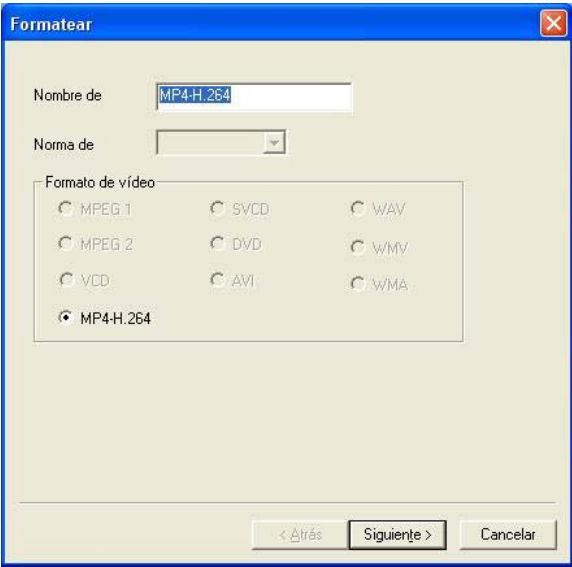 Formatear
Nombre de MP4-H.264
Norma de
Formato de vídeo
MPEG 1 SVCD WAV
MPEG 2 DVD WMV
VCD AVI WMA
MP4-H.264
< Atrás Siguiente > Cancelar